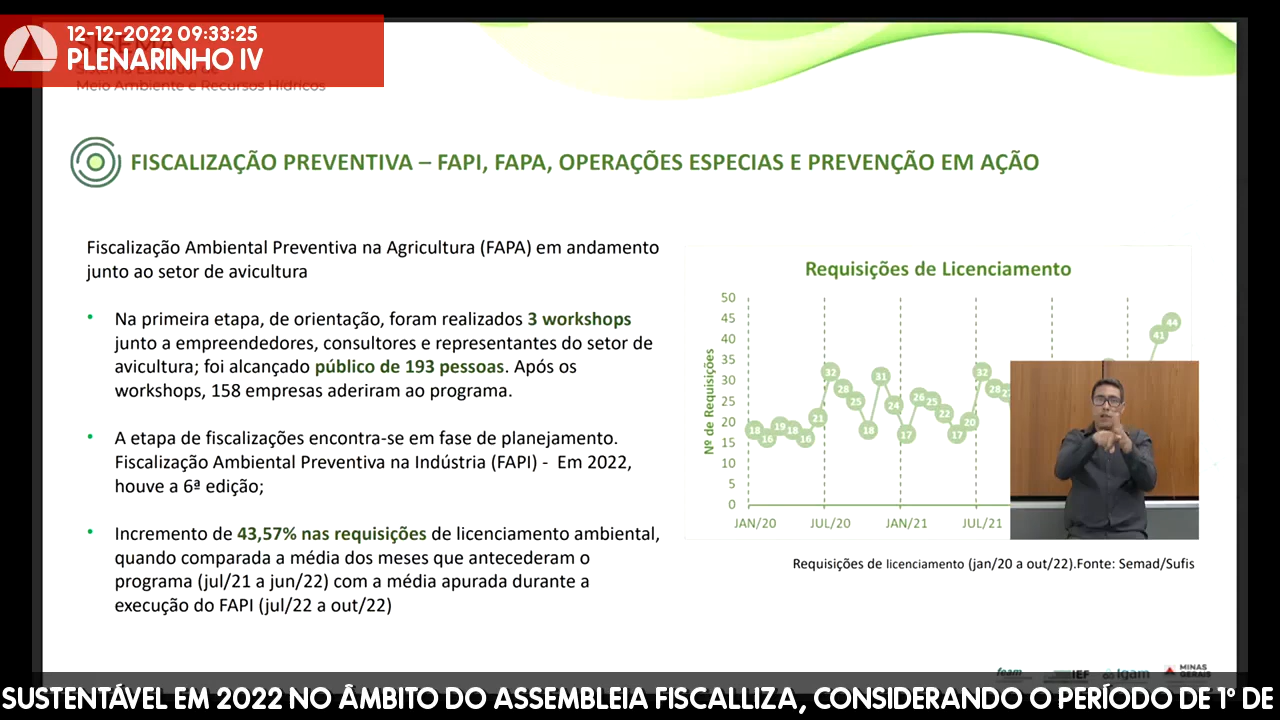 12-12-2022 09:33:25
PLENARINHO IV
Meio Ambiente e Recursos Hídricos
FISCALIZAÇÃO PREVENTIVA – FAPI, FAPA, OPERAÇÕES ESPECIAS E PREVENÇÃO EM AÇÃO
Fiscalização Ambiental Preventiva na Agricultura (FAPA) em andamento
junto ao setor de avicultura
• Na primeira etapa, de orientação, foram realizados 3 workshops
junto a empreendedores, consultores e representantes do setor de
avicultura; foi alcançado público de 193 pessoas. Após os
workshops, 158 empresas aderiram ao programa.
• A etapa de fiscalizações encontra-se em fase de planejamento.
Fiscalização Ambiental Preventiva na Indústria (FAPI) - Em 2022,
houve a 6ª edição;
• Incremento de 43,57% nas requisições de licenciamento ambiental,
quando comparada a média dos meses que antecederam o
programa (jul/21 a jun/22) com a média apurada durante a
execução do FAPI (jul/22 a out/22)
Requisições de Licenciamento
Nº de Requisições
50
45
40
35
30
25
20
15
10
5
0
18 16 19 18 16 21 32 28 25 18 31 24 17 26 25 22 17 20 32 28 41 44
JAN/20 JUL/20 JAN/21 JUL/21
Requisições de licenciamento (jan/20 a out/22).Fonte: Semad/Sufis
feam IEF Igam MINAS
GERAIS
SUSTENTÁVEL EM 2022 NO ÂMBITO DO ASSEMBLEIA FISCALLIZA, CONSIDERANDO O PERÍODO DE 1º DE